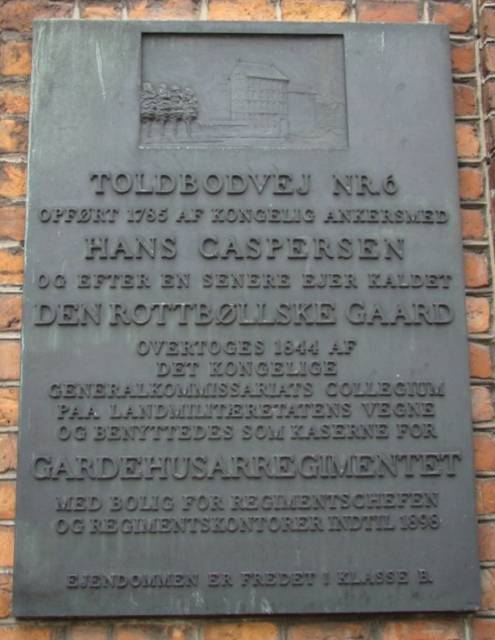 TOLDBODVEJ NR.6
OPFØRT 1785 AF KONGELIG ANKERSMED
HANS CASPERSEN
OG EFTER EN SENERE EJER KALDET
DEN ROTTBØLLSKE GAARD
OVERTOGES 1844 AF
DET KONGELIGE
GENERALKOMMISSARIATS COLLEGIUM
PAA LANDMILITÆRETATENS VEGNE
OG BENYTTEDES SOM KASERNE FOR
GARDEHUSARREGIMENTET
MED BOLIG FOR REGIMENTSCHEFEN
OG REGIMENTSKONTORER INDTIL 1898
EJENDOMMEN ER FREDET I KLASSE B.